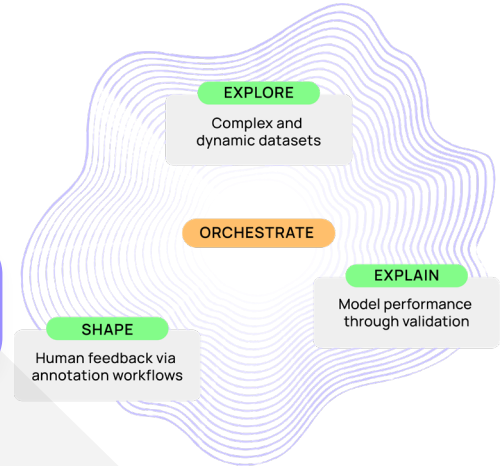 EXPLORE
Complex and
dynamic datasets
ORCHESTRATE
EXPLAIN
Model performance
through validation
SHAPE
Human feedback via
annotation workflows